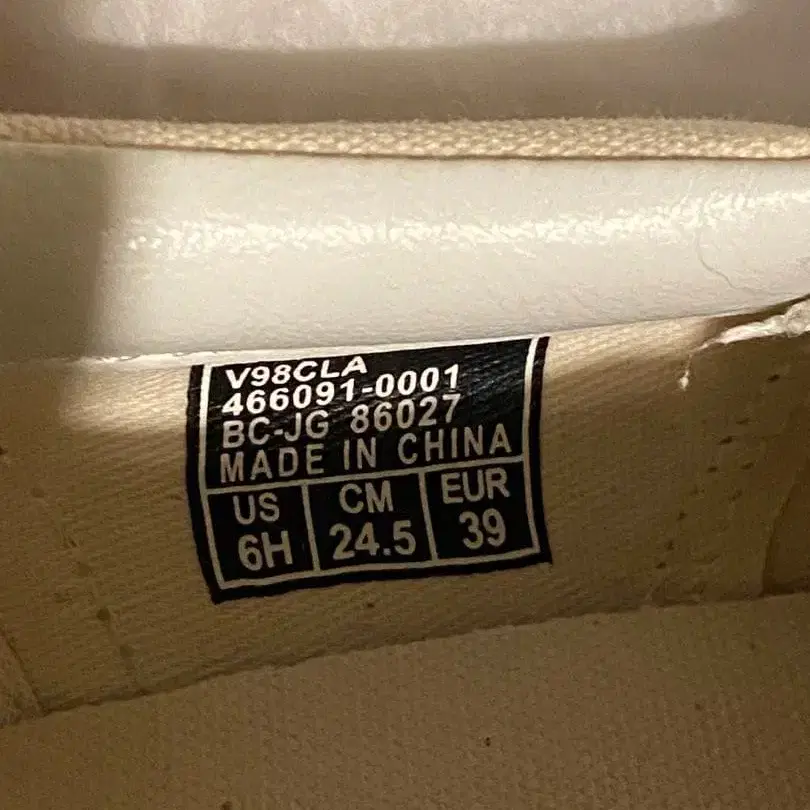 V98CLA
466091-0001
BC-JG 86027
MADE IN CHINA
US CM EUR
6H 24.5 39